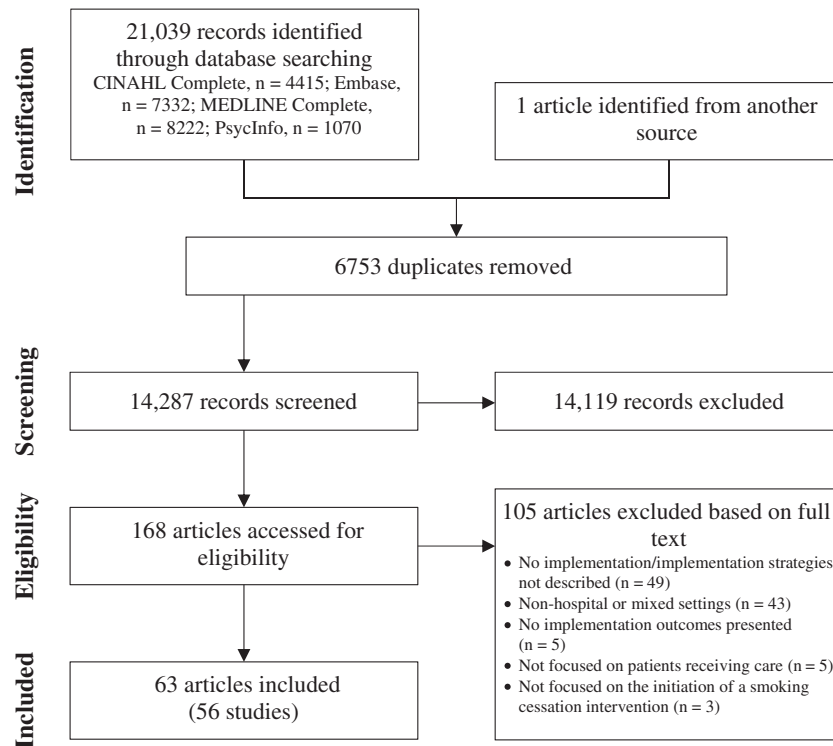 Identification
21,039 records identified
through database searching
CINAHL Complete, n = 4415; Embase,
n = 7332; MEDLINE Complete,
n = 8222; PsycInfo, n = 1070
1 article identified from another
source
6753 duplicates removed
Screening
14,287 records screened
14,119 records excluded
Eligibility
168 articles accessed for
eligibility
105 articles excluded based on full
text
• No implementation/implementation strategies
not described (n = 49)
• Non-hospital or mixed settings (n = 43)
• No implementation outcomes presented
(n = 5)
• Not focused on patients receiving care (n = 5)
• Not focused on the initiation of a smoking
cessation intervention (n = 3)
Included
63 articles included
(56 studies)